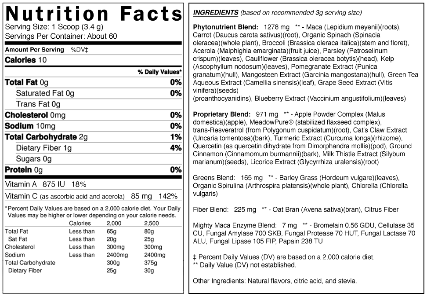 Nutrition Facts
Serving Size: 1 Scoop (3.4 g)
Servings Per Container: About 60
Amount Per Serving %DV‡
Calories 10
% Daily Values*
Total Fat 0g 0%
Saturated Fat 0g 0%
Trans Fat 0g
Cholesterol 0mg 0%
Sodium 10mg 0%
Total Carbohydrate 2g 1%
Dietary Fiber 1g 4%
Sugars 0g
Protein 0g 0%
Vitamin A 875 IU 18%
Vitamin C (as ascorbic acid and acerola) 85 mg 142%
*Percent Daily Values are based on a 2,000 calorie diet. Your Daily
Values may be higher or lower depending on your calorie needs.
Calories 2,000 2,500
Total Fat Less than 65g 80g
Sat Fat Less than 20g 25g
Cholesterol Less than 300mg 300mg
Sodium Less than 2400mg 2400mg
Total Carbohydrate 300g 375g
Dietary Fiber 25g 30g
INGREDIENTS (based on recommended 3g serving size)
Phytonutrient Blend: 1276 mg ** - Maca (Lepidium meyenii)(roots)
Carrot (Daucus carota sativus)(root), Organic Spinach (Spinacia
oleracea)(whole plant), Broccoli (Brassica oleracea italica)(stem and floret),
Acerola (Malphighia emarginata)(fruit juice), Parsley (Petroselinum
crispum)(leaves), Cauliflower (Brassica oleracea botytis)(head), Kelp
(Ascophyllum nodosum)(leaves), Pomegranate Extract (Punica
granatum)(hull), Mangosteen Extract (Garcinia mangostana)(hull), Green Tea
Aqueous Extract (Camellia sinensis)(leaf), Grape Seed Extract (Vitis
vinifera)(seeds)
(proanthocyanidins), Blueberry Extract (Vaccinium angustifolium)(leaves)
Proprietary Blend: 971 mg ** - Apple Powder Complex (Malus
domestica)(apple), MeadowPure® (stabilized flaxseed complex)
trans-Resveratrol (from Polygonum cuspidatum)(root), Cat's Claw Extract
(Uncaria tomentosa)(bark), Turmeric Extract (Curcuma longa)(rhizome),
Quercetin (as quercetin dihydrate from Dimorphandra mollis)(pod), Ground
Cinnamon (Cinnamomum burmannii)(bark), Milk Thistle Extract (Silybum
marianum)(seeds), Licorice Extract (Glycyrrhiza uralensis)(root)
Greens Blend: 165 mg ** - Barley Grass (Hordeum vulgare)(leaves),
Organic Spirulina (Arthrospira platensis)(whole plant), Chlorella (Chlorella
vulgaris)
Fiber Blend: 225 mg ** - Oat Bran (Avena sativa)(bran), Citrus Fiber
Mighty Maca Enzyme Blend: 7 mg ** - Bromelain 0.56 GDU, Cellulase 35
CU, Fungal Amylase 700 SKB, Fungal Protease 70 HUT, Fungal Lactase 70
ALU, Fungal Lipase 105 FIP, Papain 238 TU
‡ Percent Daily Values (DV) are based on a 2,000 calorie diet
** Daily Value (DV) not established.
Other Ingredients: Natural flavors, citric acid, and stevia.